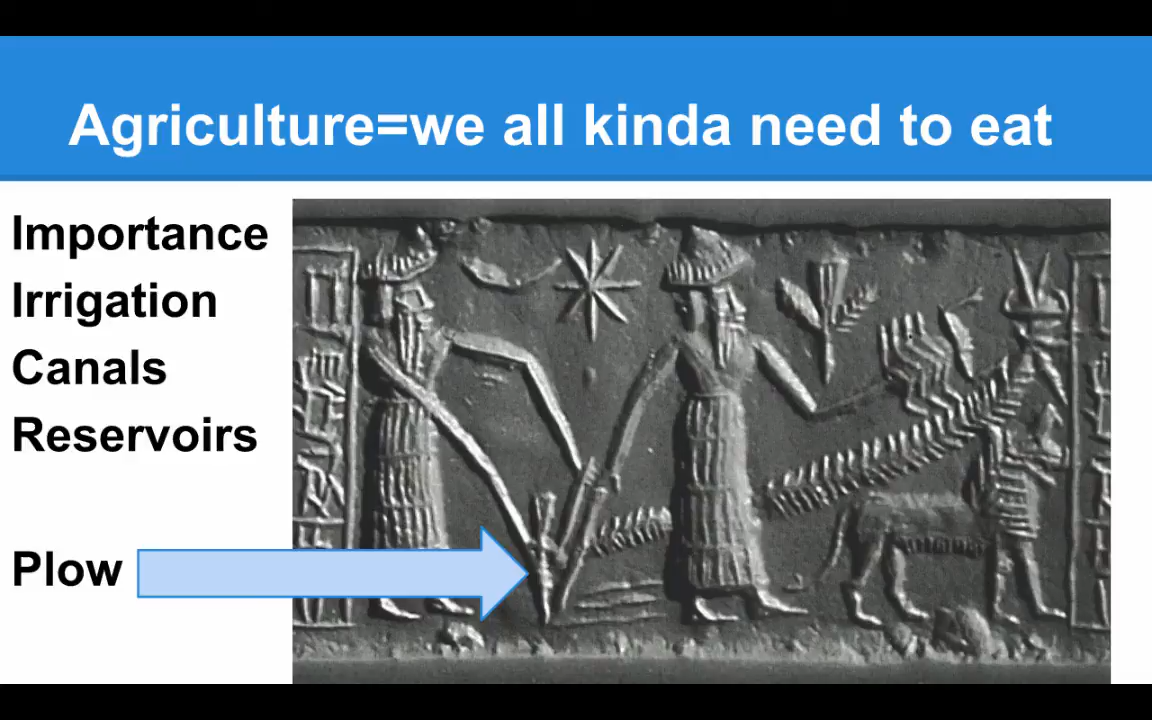 Agriculture=we all kinda need to eat
Importance
Irrigation
Canals
Reservoirs
Plow